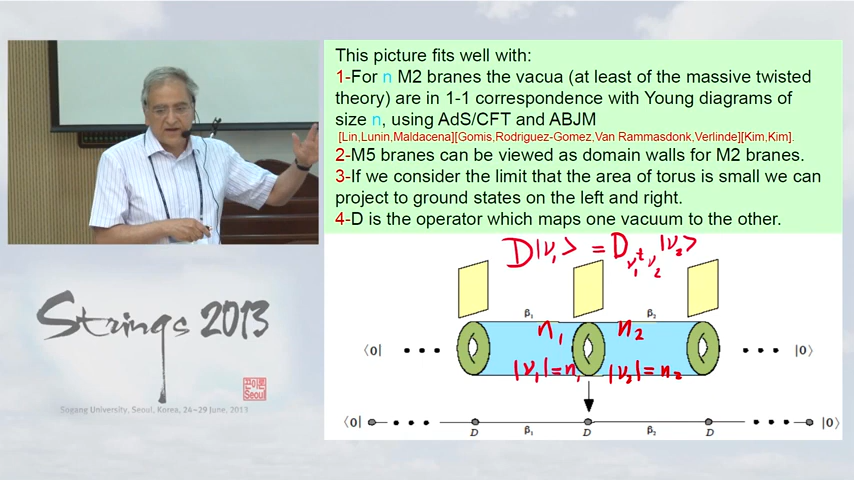 This picture fits well with:
1-For n M2 branes the vacua (at least of the massive twisted
theory) are in 1-1 correspondence with Young diagrams of
size n, using AdS/CFT and ABJM
[Lin,Lunin,Maldacena][Gomis,Rodriguez-Gomez,Van Rammasdonk,Verlinde][Kim,Kim].
2-M5 branes can be viewed as domain walls for M2 branes.
3-If we consider the limit that the area of torus is small we can
project to ground states on the left and right.
4-D is the operator which maps one vacuum to the other.
D|ν₁> = D_ν₁ᵗν₂ |ν₂>
β₁ β₂
n₁ n₂
⟨0| |0⟩
|ν₁|=n₁ |ν₂|=n₂
⟨0| D β₁ D β₂ D |0⟩
Strings 2013
Seoul
Sogang University, Seoul, Korea, 24-29 June, 2013